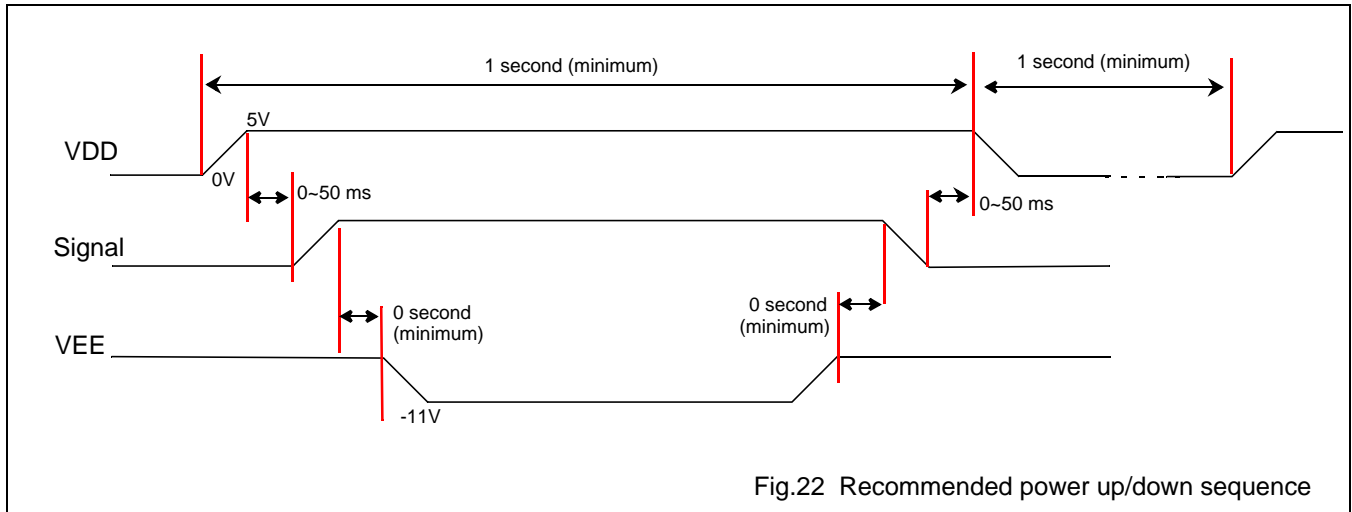 1 second (minimum)
1 second (minimum)
5V
VDD
0V
0~50 ms
0~50 ms
Signal
0 second
(minimum)
0 second
(minimum)
VEE
-11V
Fig.22 Recommended power up/down sequence